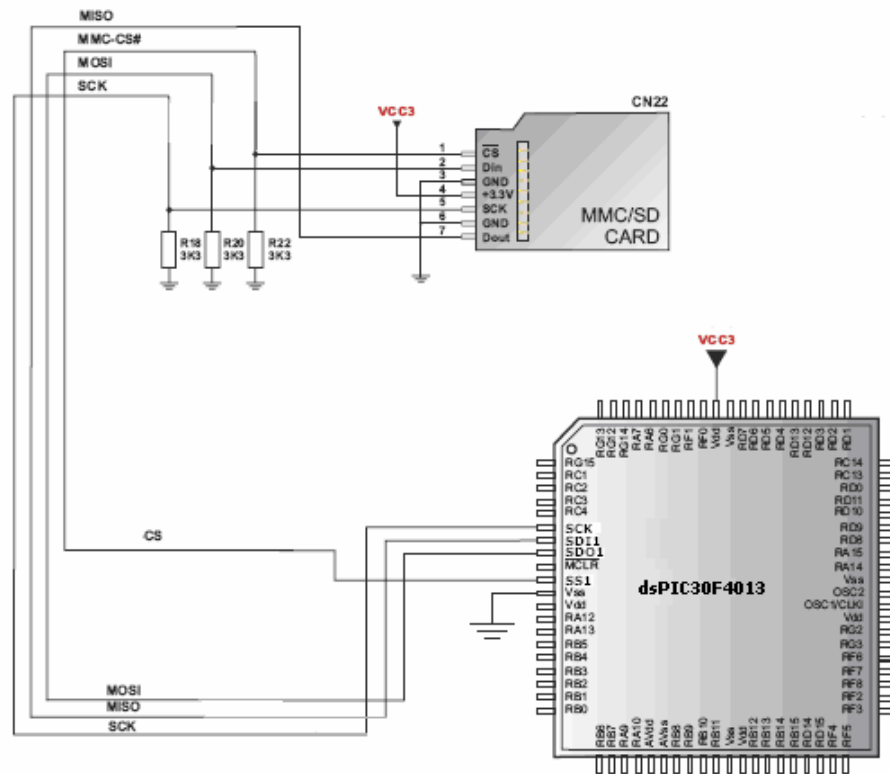 MISO
MMC-CS#
MOSI
SCK
VCC3
CN22
1
2
3
4
5
6
7
CS
Din
GND
+3.3V
SCK
GND
Dout
MMC/SD
CARD
R18
3K3
R20
3K3
R22
3K3
VCC3
RG13
RG12
RG14
RA7
RA6
RG0
RG1
RF1
RF0
Vdd
Vss
RD7
RD6
RD5
RD4
RD13
RD12
RD3
RD2
RD1
RG15
RC1
RC2
RC3
RC4
SCK
SDI1
SDO1
MCLR
SS1
Vss
Vdd
RA12
RA13
RB5
RB4
RB3
RB2
RB1
RB0
dsPIC30F4013
RC14
RC13
RD0
RD11
RD10
RD9
RD8
RA15
RA14
Vss
OSC2
OSC1/CLKI
Vdd
RG2
RG3
RF6
RF7
RF8
RF2
RF3
RB6
RB7
RA9
RA10
AVdd
AVss
RB8
RB9
RB10
RB11
Vss
Vdd
RB12
RB13
RB14
RB15
RD14
RD15
RF4
RF5
CS
MOSI
MISO
SCK